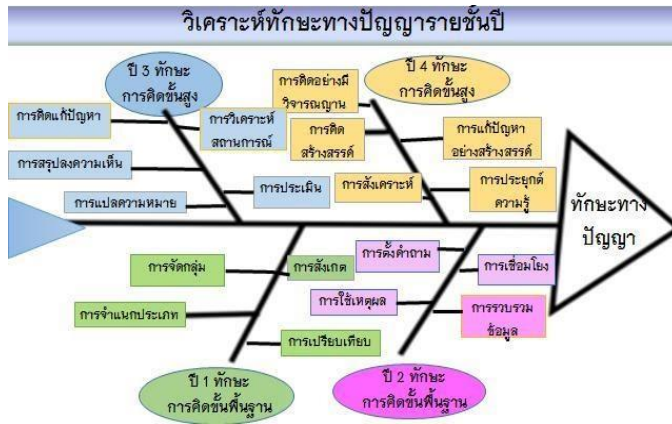 วิเคราะห์ทักษะทางปัญญารายชั้นปี
ปี 3 ทักษะ
การคิดขั้นสูง
การคิดแก้ปัญหา
การวิเคราะห์
สถานการณ์
การสรุปลงความเห็น
การแปลความหมาย
การประเมิน
ปี 4 ทักษะ
การคิดขั้นสูง
การคิดอย่างมี
วิจารณญาน
การคิด
สร้างสรรค์
การแก้ปัญหา
อย่างสร้างสรรค์
การสังเคราะห์
การประยุกต์
ความรู้
ทักษะทาง
ปัญญา
การจัดกลุ่ม
การสังเกต
การจำแนกประเภท
การเปรียบเทียบ
ปี 1 ทักษะ
การคิดขั้นพื้นฐาน
การตั้งคำถาม
การเชื่อมโยง
การใช้เหตุผล
การรวบรวม
ข้อมูล
ปี 2 ทักษะ
การคิดขั้นพื้นฐาน